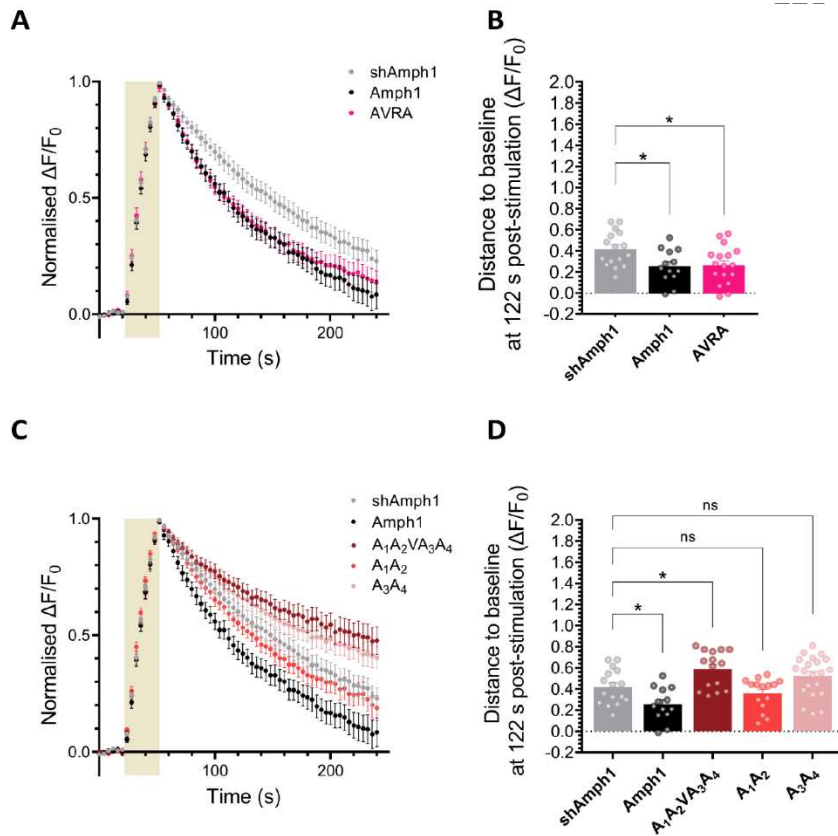 A
Normalised ΔF/F₀
1.0
0.5
0.0
100
200
Time (s)
shAmph1
Amph1
AVRA
B
Distance to baseline
at 122 s post-stimulation (ΔF/F₀)
2.0
1.8
1.6
1.4
1.2
1.0
0.8
0.6
0.4
0.2
0.0
-0.2
*
*
shAmph1
Amph1
AVRA
C
Normalised ΔF/F₀
1.0
0.5
0.0
100
200
Time (s)
shAmph1
Amph1
A₁A₂VA₃A₄
A₁A₂
A₃A₄
D
Distance to baseline
at 122 s post-stimulation (ΔF/F₀)
2.0
1.8
1.6
1.4
1.2
1.0
0.8
0.6
0.4
0.2
0.0
-0.2
ns
ns
*
*
shAmph1
Amph1
A₁A₂VA₃A₄
A₁A₂
A₃A₄